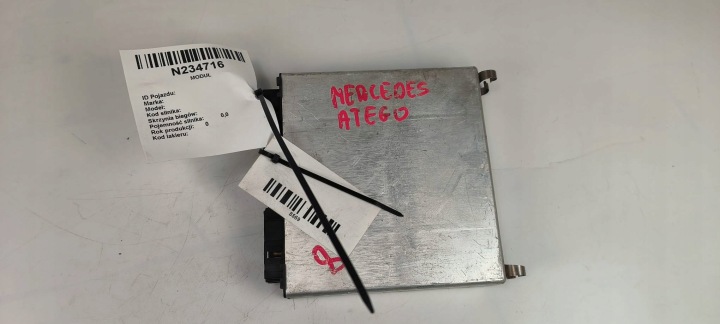 N234716
MODUŁ
ID Pojazdu:
Marka:
Model:
Kod silnika:
Skrzynia biegów: 0,0
Pojemność silnika:
Rok produkcji: 0
Kod lakieru:
MERCEDES
ATEGO